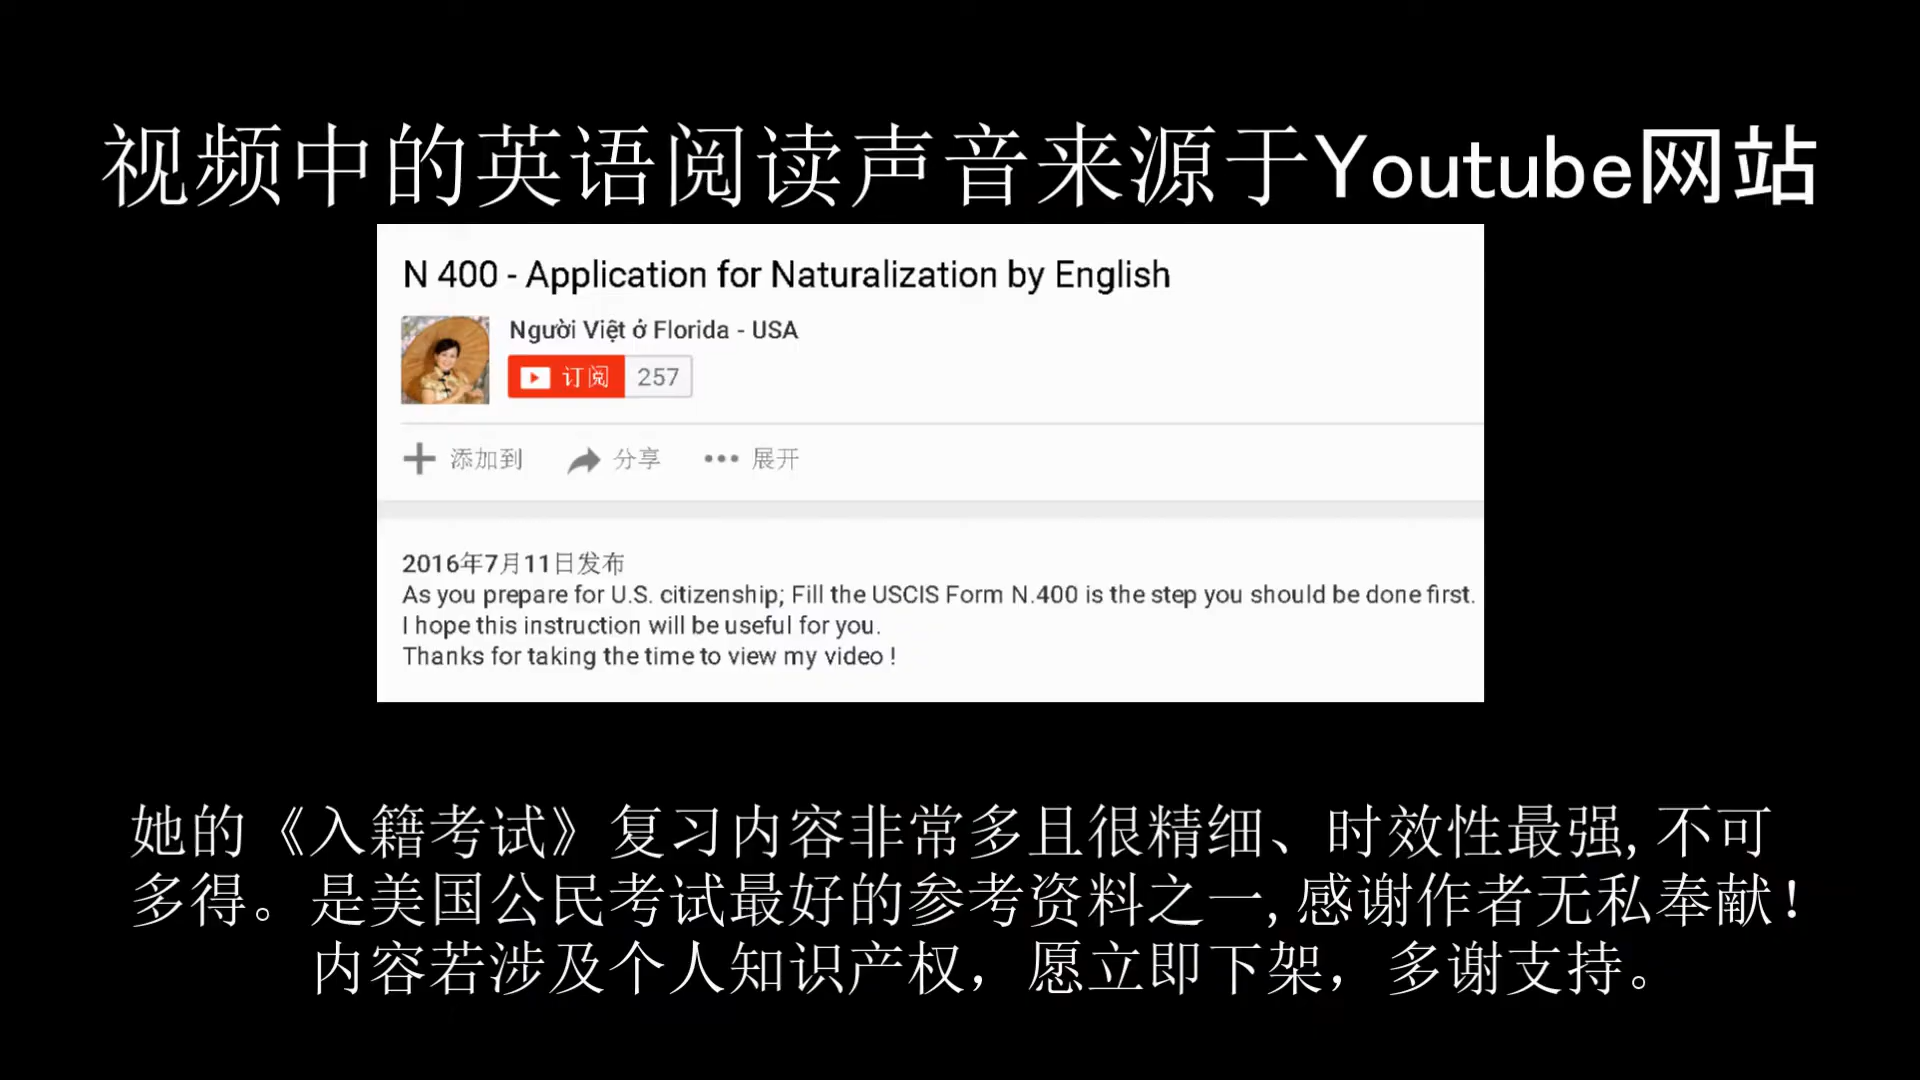 视频中的英语阅读声音来源于Youtube网站
N 400 - Application for Naturalization by English
Người Việt ở Florida - USA
订阅 257
添加到 分享 展开
2016年7月11日发布
As you prepare for U.S. citizenship; Fill the USCIS Form N.400 is the step you should be done first.
I hope this instruction will be useful for you.
Thanks for taking the time to view my video !
她的《入籍考试》复习内容非常多且很精细、时效性最强,不可
多得。是美国公民考试最好的参考资料之一,感谢作者无私奉献！
内容若涉及个人知识产权，愿立即下架，多谢支持。